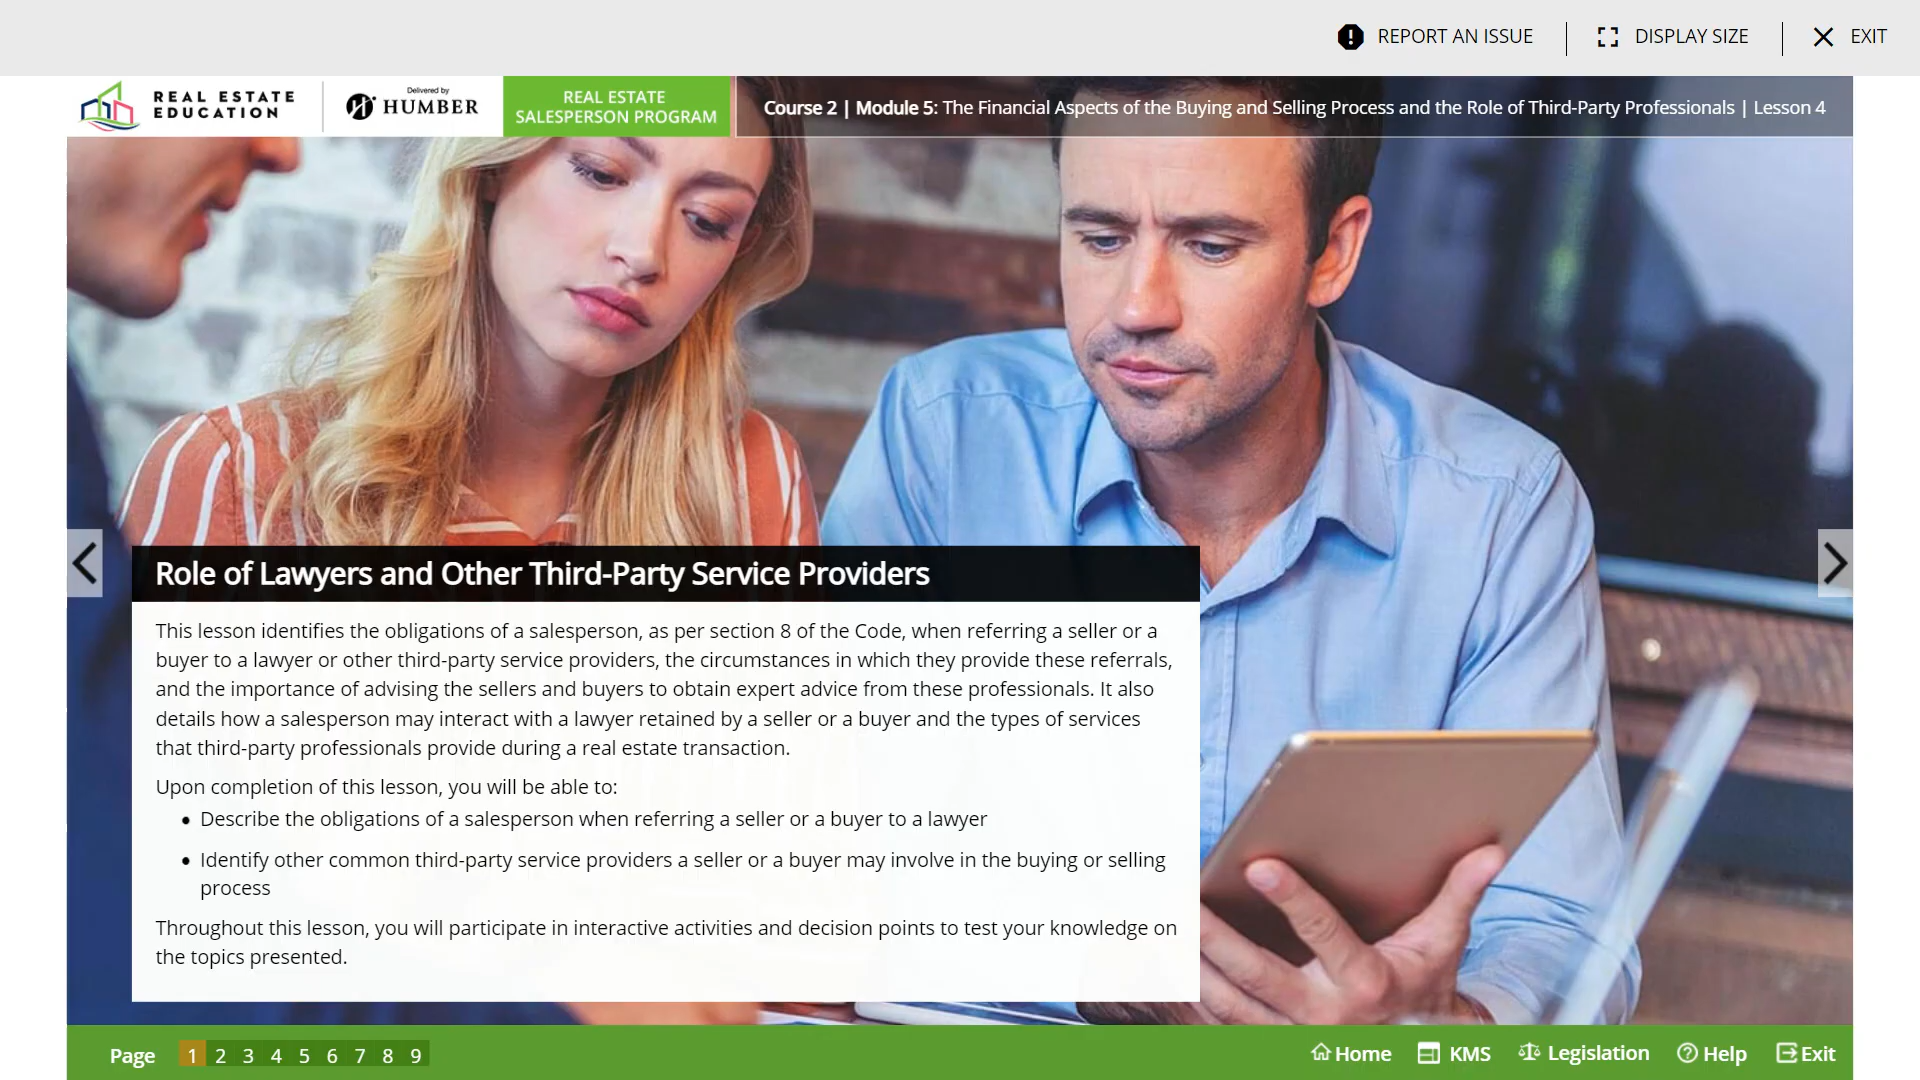 REPORT AN ISSUE
DISPLAY SIZE
EXIT
REAL ESTATE
EDUCATION
Delivered by
HUMBER
REAL ESTATE
SALESPERSON PROGRAM
Course 2 | Module 5: The Financial Aspects of the Buying and Selling Process and the Role of Third-Party Professionals | Lesson 4
Role of Lawyers and Other Third-Party Service Providers
This lesson identifies the obligations of a salesperson, as per section 8 of the Code, when referring a seller or a
buyer to a lawyer or other third-party service providers, the circumstances in which they provide these referrals,
and the importance of advising the sellers and buyers to obtain expert advice from these professionals. It also
details how a salesperson may interact with a lawyer retained by a seller or a buyer and the types of services
that third-party professionals provide during a real estate transaction.
Upon completion of this lesson, you will be able to:
• Describe the obligations of a salesperson when referring a seller or a buyer to a lawyer
• Identify other common third-party service providers a seller or a buyer may involve in the buying or selling
process
Throughout this lesson, you will participate in interactive activities and decision points to test your knowledge on
the topics presented.
Page 1 2 3 4 5 6 7 8 9
Home
KMS
Legislation
Help
Exit